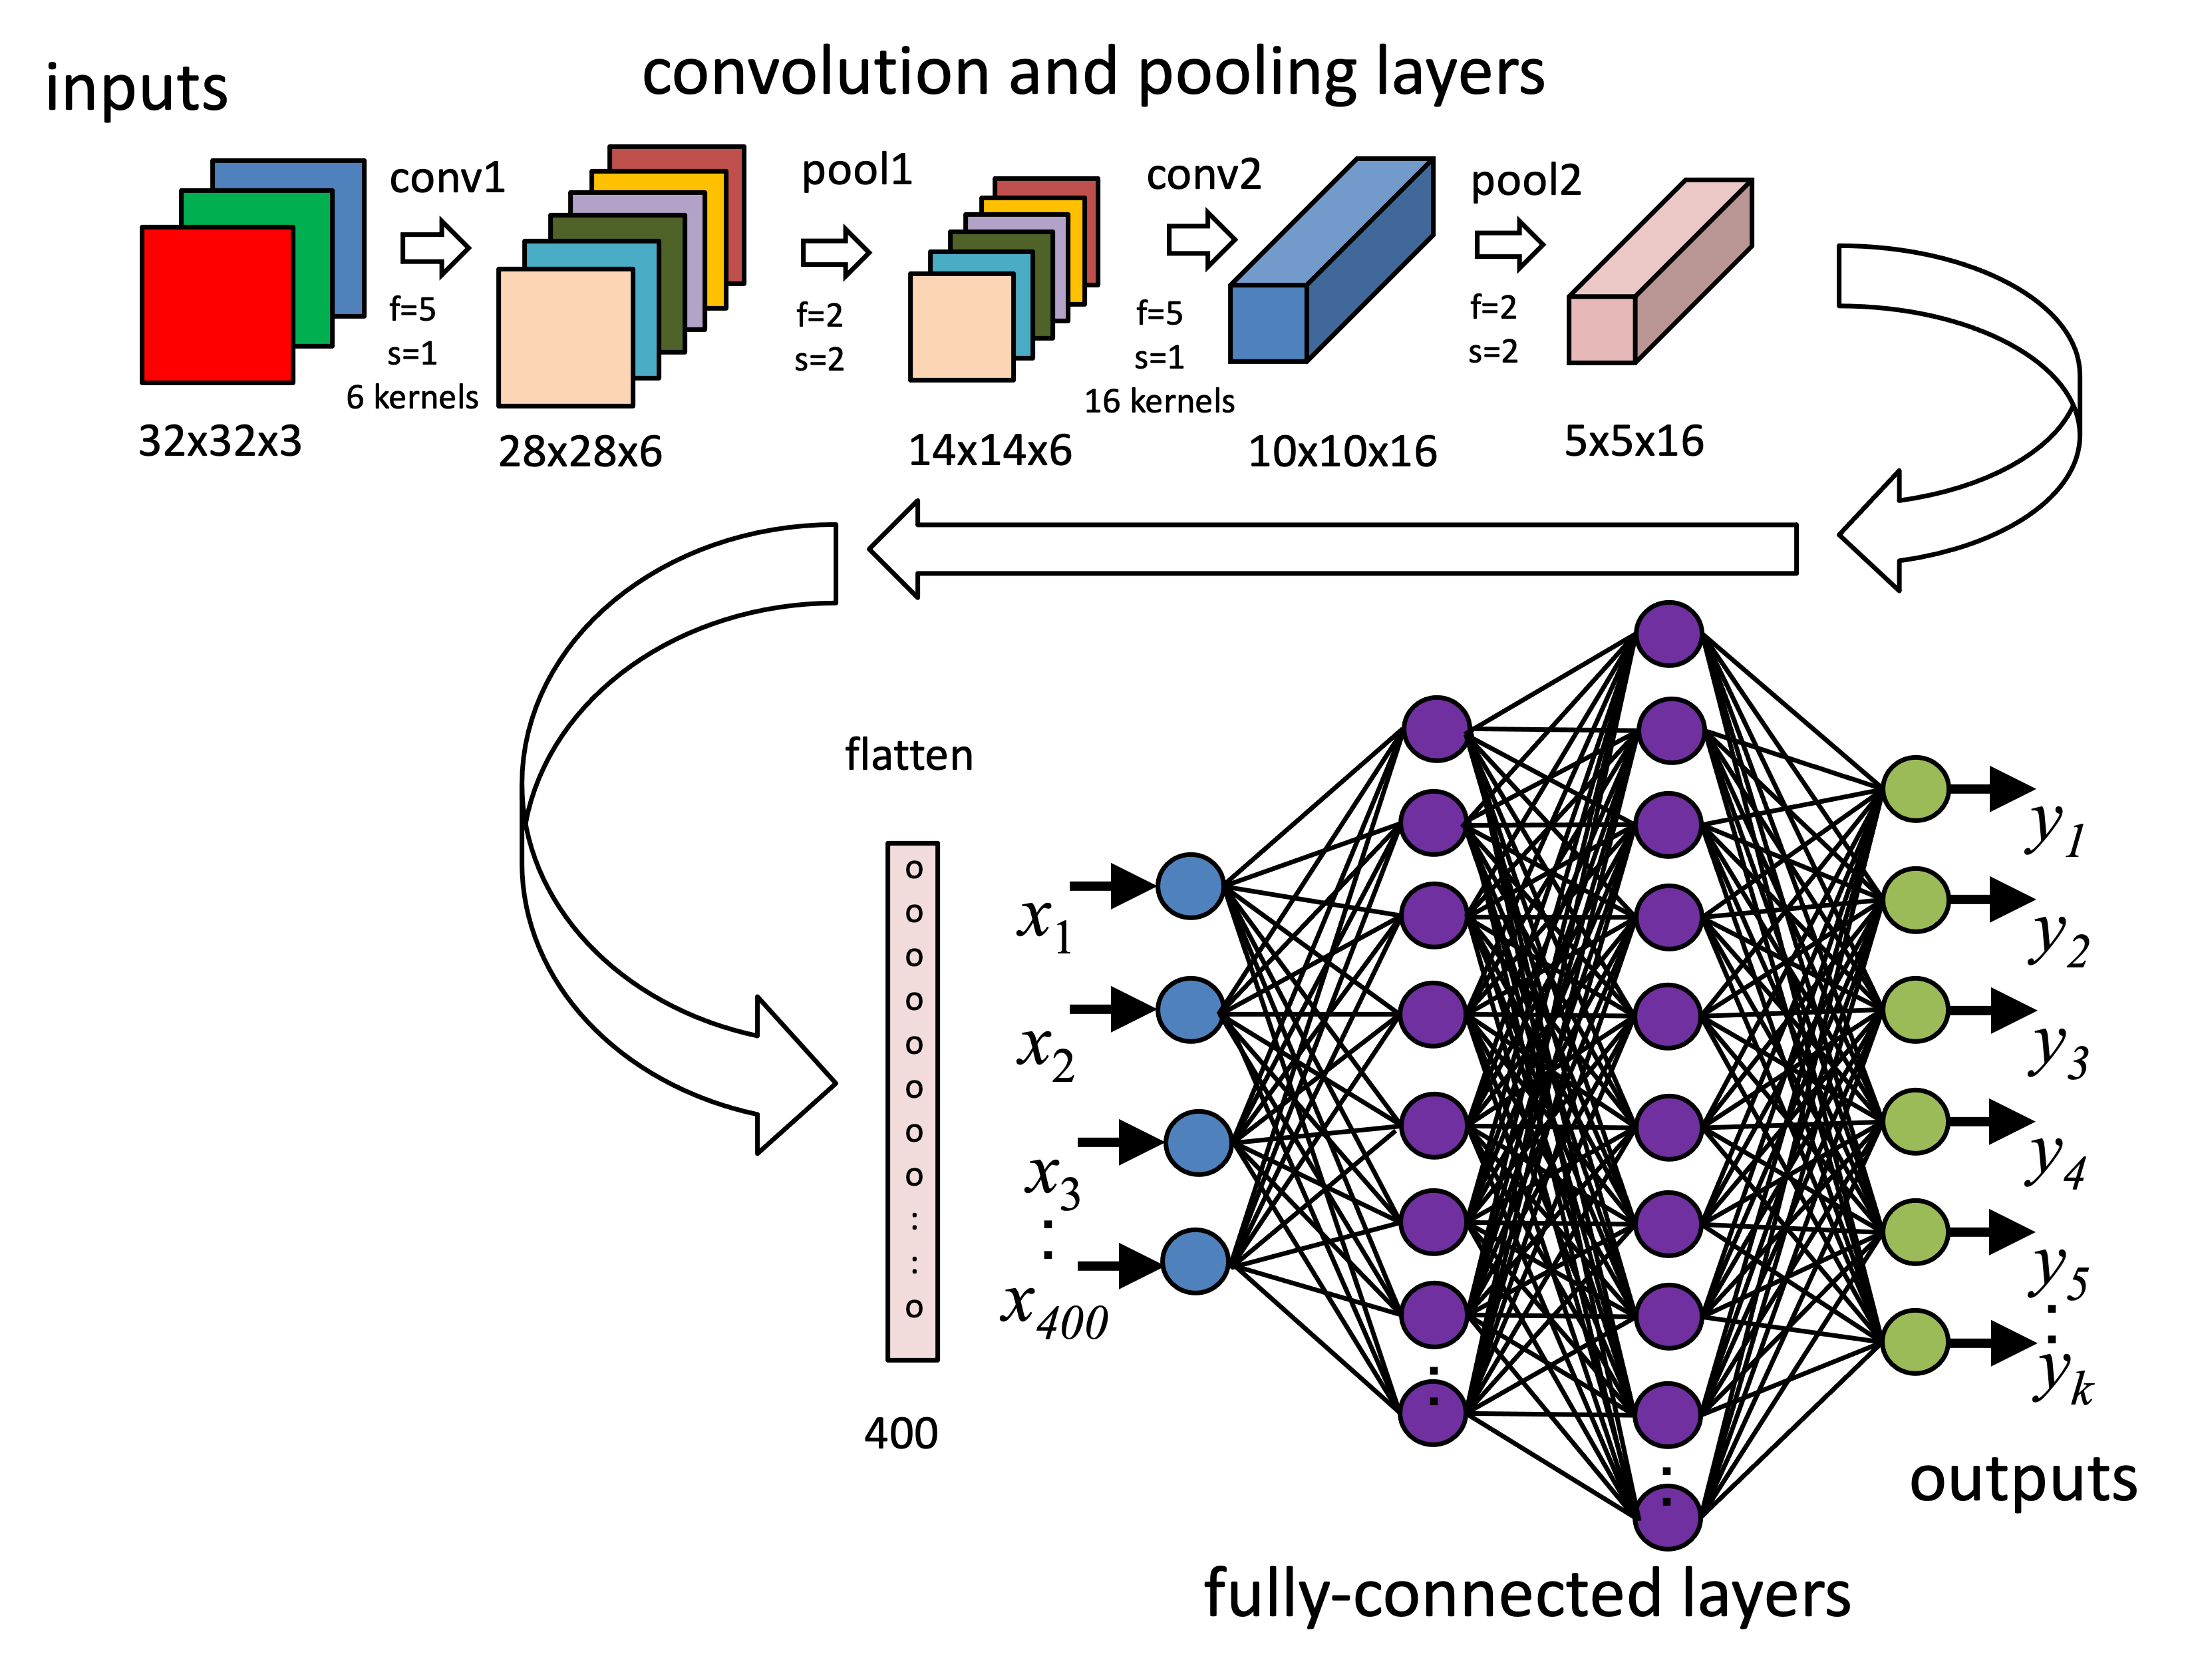 inputs
convolution and pooling layers
conv1
f=5
s=1
6 kernels
pool1
f=2
s=2
conv2
f=5
s=1
16 kernels
pool2
f=2
s=2
32x32x3
28x28x6
14x14x6
10x10x16
5x5x16
flatten
o
o
o
o
o
o
o
o
:
:
o
400
x1
x2
x3
:
x400
:
:
y1
y2
y3
y4
y5
:
yk
outputs
fully-connected layers